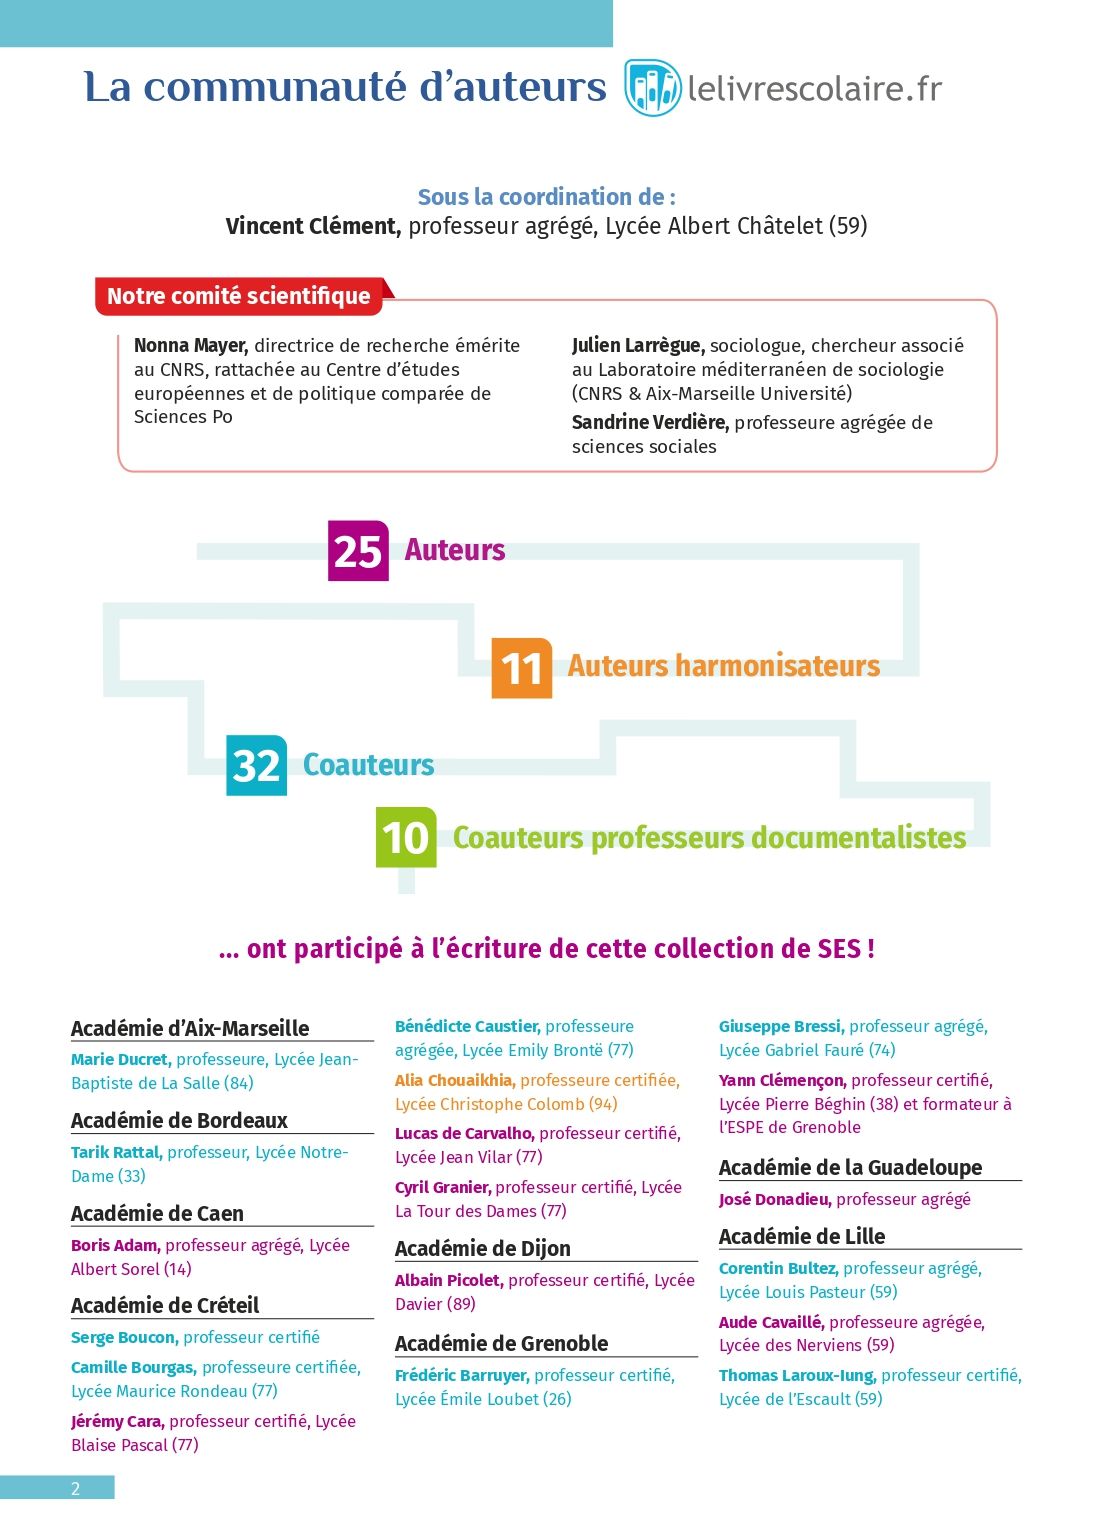 La communauté d'auteurs
lelivrescolaire.fr
Sous la coordination de :
Vincent Clément, professeur agrégé, Lycée Albert Châtelet (59)
Notre comité scientifique
Nonna Mayer, directrice de recherche émérite
au CNRS, rattachée au Centre d'études
européennes et de politique comparée de
Sciences Po
Julien Larrègue, sociologue, chercheur associé
au Laboratoire méditerranéen de sociologie
(CNRS & Aix-Marseille Université)
Sandrine Verdière, professeure agrégée de
sciences sociales
25 Auteurs
11 Auteurs harmonisateurs
32 Coauteurs
10 Coauteurs professeurs documentalistes
... ont participé à l'écriture de cette collection de SES !
Académie d'Aix-Marseille
Marie Ducret, professeure, Lycée Jean-
Baptiste de La Salle (84)
Académie de Bordeaux
Tarik Rattal, professeur, Lycée Notre-
Dame (33)
Académie de Caen
Boris Adam, professeur agrégé, Lycée
Albert Sorel (14)
Académie de Créteil
Serge Boucon, professeur certifié
Camille Bourgas, professeure certifiée,
Lycée Maurice Rondeau (77)
Jérémy Cara, professeur certifié, Lycée
Blaise Pascal (77)
Bénédicte Caustier, professeure
agrégée, Lycée Emily Brontë (77)
Alia Chouaikhia, professeure certifiée,
Lycée Christophe Colomb (94)
Lucas de Carvalho, professeur certifié,
Lycée Jean Vilar (77)
Cyril Granier, professeur certifié, Lycée
La Tour des Dames (77)
Académie de Dijon
Albain Picolet, professeur certifié, Lycée
Davier (89)
Académie de Grenoble
Frédéric Barruyer, professeur certifié,
Lycée Émile Loubet (26)
Giuseppe Bressi, professeur agrégé,
Lycée Gabriel Fauré (74)
Yann Clémençon, professeur certifié,
Lycée Pierre Béghin (38) et formateur à
l'ESPE de Grenoble
Académie de la Guadeloupe
José Donadieu, professeur agrégé
Académie de Lille
Corentin Bultez, professeur agrégé,
Lycée Louis Pasteur (59)
Aude Cavaillé, professeure agrégée,
Lycée des Nerviens (59)
Thomas Laroux-Iung, professeur certifié,
Lycée de l'Escault (59)
2